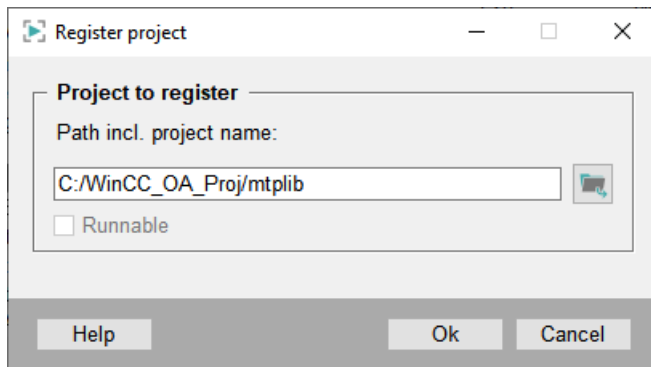 Register project
Project to register
Path incl. project name:
C:/WinCC_OA_Proj/mtplib
Runnable
Help Ok Cancel